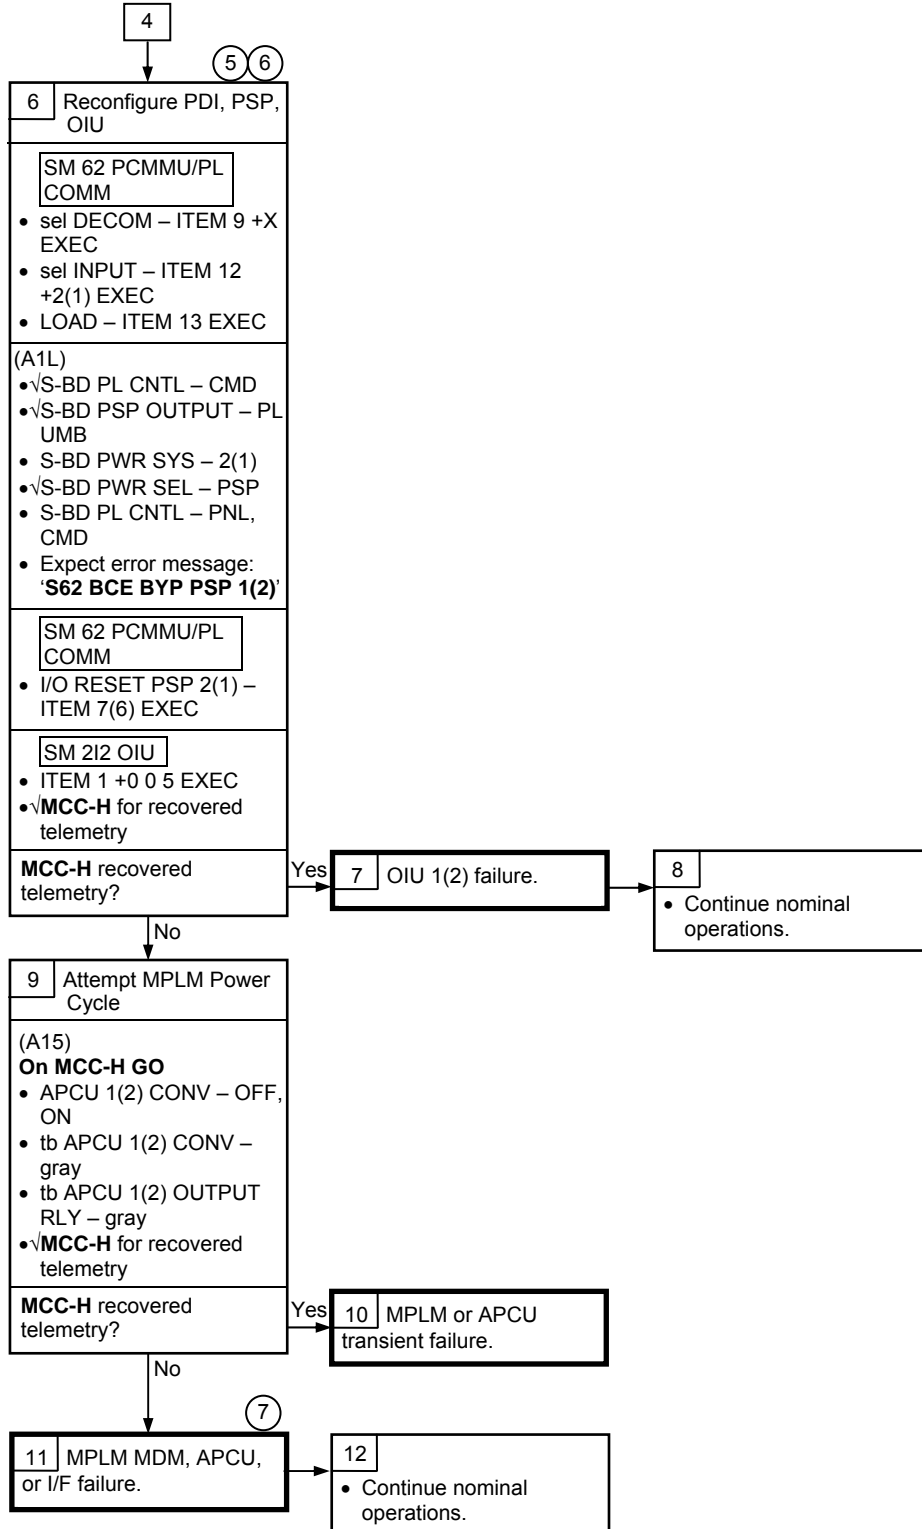 4
5 6
6 Reconfigure PDI, PSP,
OIU
SM 62 PCMMU/PL
COMM
• sel DECOM – ITEM 9 +X
EXEC
• sel INPUT – ITEM 12
+2(1) EXEC
• LOAD – ITEM 13 EXEC
(A1L)
•√S-BD PL CNTL – CMD
•√S-BD PSP OUTPUT – PL
UMB
• S-BD PWR SYS – 2(1)
•√S-BD PWR SEL – PSP
• S-BD PL CNTL – PNL,
CMD
• Expect error message:
‘S62 BCE BYP PSP 1(2)’
SM 62 PCMMU/PL
COMM
• I/O RESET PSP 2(1) –
ITEM 7(6) EXEC
SM 2I2 OIU
• ITEM 1 +0 0 5 EXEC
•√MCC-H for recovered
telemetry
MCC-H recovered
telemetry?
Yes
7 OIU 1(2) failure.
8
• Continue nominal
operations.
No
9 Attempt MPLM Power
Cycle
(A15)
On MCC-H GO
• APCU 1(2) CONV – OFF,
ON
• tb APCU 1(2) CONV –
gray
• tb APCU 1(2) OUTPUT
RLY – gray
•√MCC-H for recovered
telemetry
MCC-H recovered
telemetry?
Yes
10 MPLM or APCU
transient failure.
No
7
11 MPLM MDM, APCU,
or I/F failure.
12
• Continue nominal
operations.